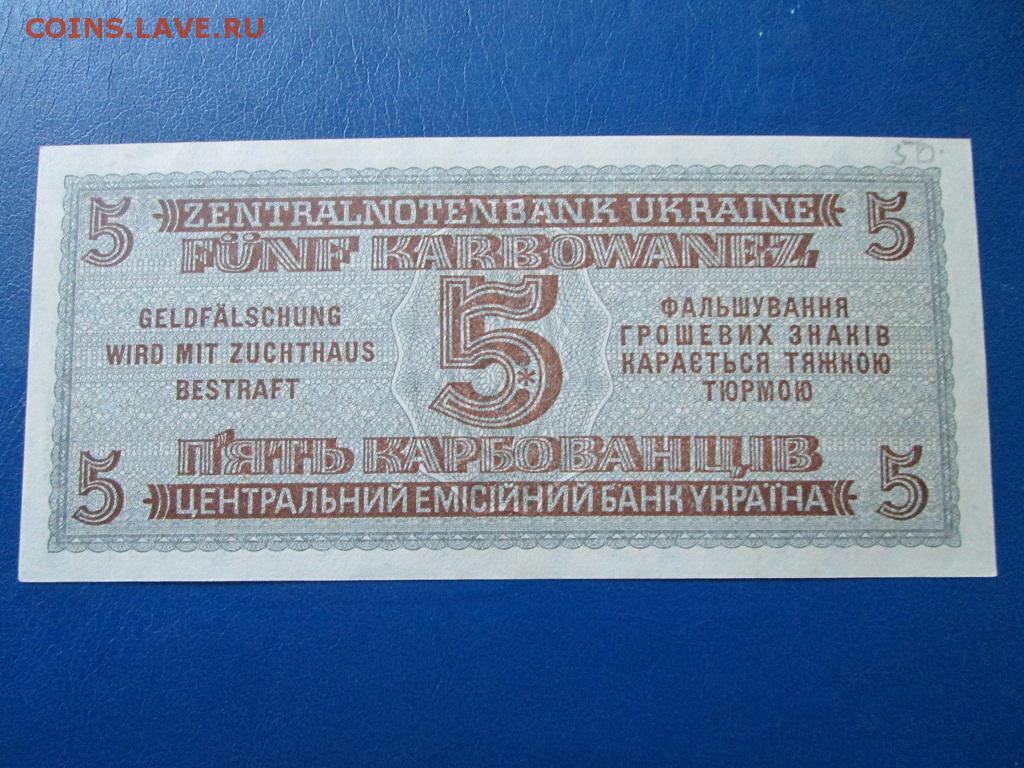 COINS.LAVE.RU
50.
5
ZENTRALNOTENBANK UKRAINE
5
FÜNF KARBOWANEZ
GELDFÄLSCHUNG
WIRD MIT ZUCHTHAUS
BESTRAFT
5
ФАЛЬШУВАННЯ
ГРОШЕВИХ ЗНАКІВ
КАРАЄТЬСЯ ТЯЖКОЮ
ТЮРМОЮ
П'ЯТЬ КАРБОВАНЦІВ
5
ЦЕНТРАЛЬНИЙ ЕМІСІЙНИЙ БАНК УКРАЇНА
5